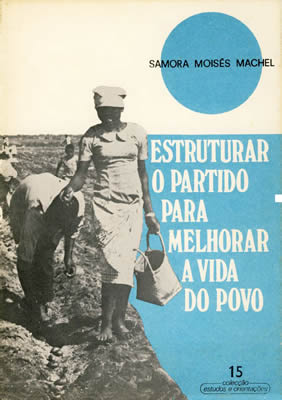 SAMORA MOISÉS MACHEL
ESTRUTURAR
O PARTIDO
PARA
MELHORAR
A VIDA
DO POVO
15
colecção
estudos e orientações